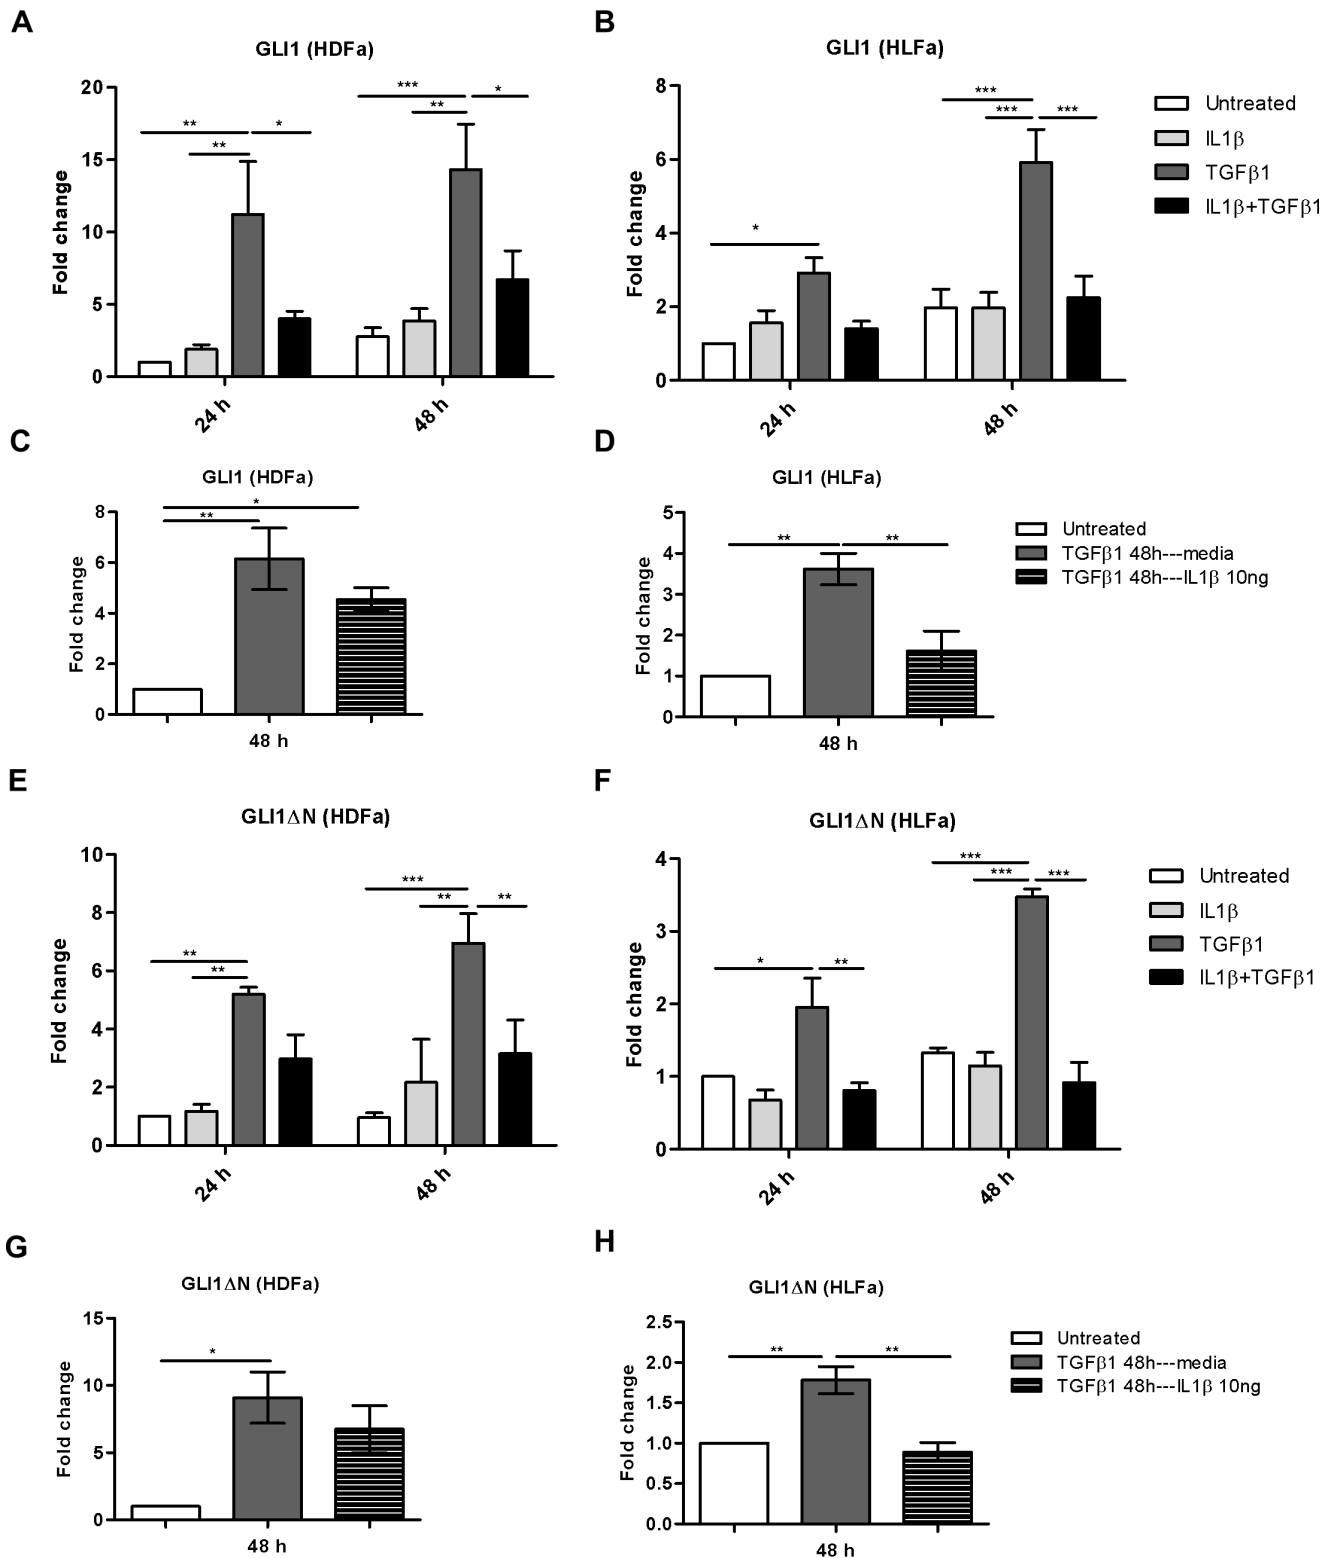 A
GLI1 (HDFa)
Fold change
20
15
10
5
0
** *
**
*** *
**
24 h
48 h
B
GLI1 (HLFa)
Fold change
8
6
4
2
0
*
***
*** ***
24 h
48 h
Untreated
IL1β
TGFβ1
IL1β+TGFβ1
C
GLI1 (HDFa)
Fold change
8
6
4
2
0
*
**
48 h
D
GLI1 (HLFa)
Fold change
5
4
3
2
1
0
** **
48 h
Untreated
TGFβ1 48h---media
TGFβ1 48h---IL1β 10ng
E
GLI1ΔN (HDFa)
Fold change
10
8
6
4
2
0
**
**
***
** **
24 h
48 h
F
GLI1ΔN (HLFa)
Fold change
4
3
2
1
0
* **
***
*** ***
24 h
48 h
Untreated
IL1β
TGFβ1
IL1β+TGFβ1
G
GLI1ΔN (HDFa)
Fold change
15
10
5
0
*
48 h
H
GLI1ΔN (HLFa)
Fold change
2.5
2.0
1.5
1.0
0.5
0.0
** **
48 h
Untreated
TGFβ1 48h---media
TGFβ1 48h---IL1β 10ng